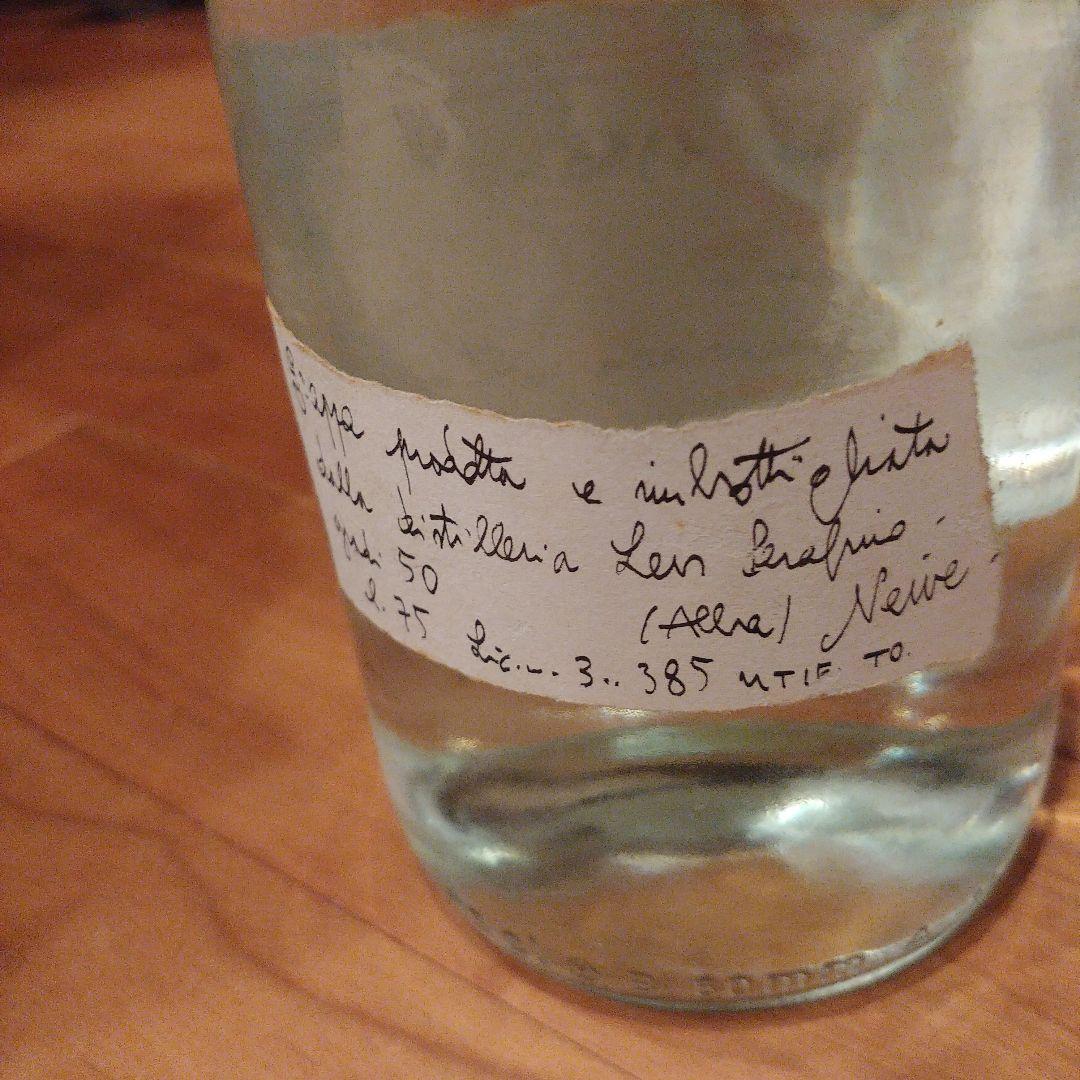 Grappa prodotta e imbottigliata
dalla distilleria Levi Serafino -
gradi 50 (Alba) Neive -
l. 75 Lic... 3.. 385 UTIF. TO.